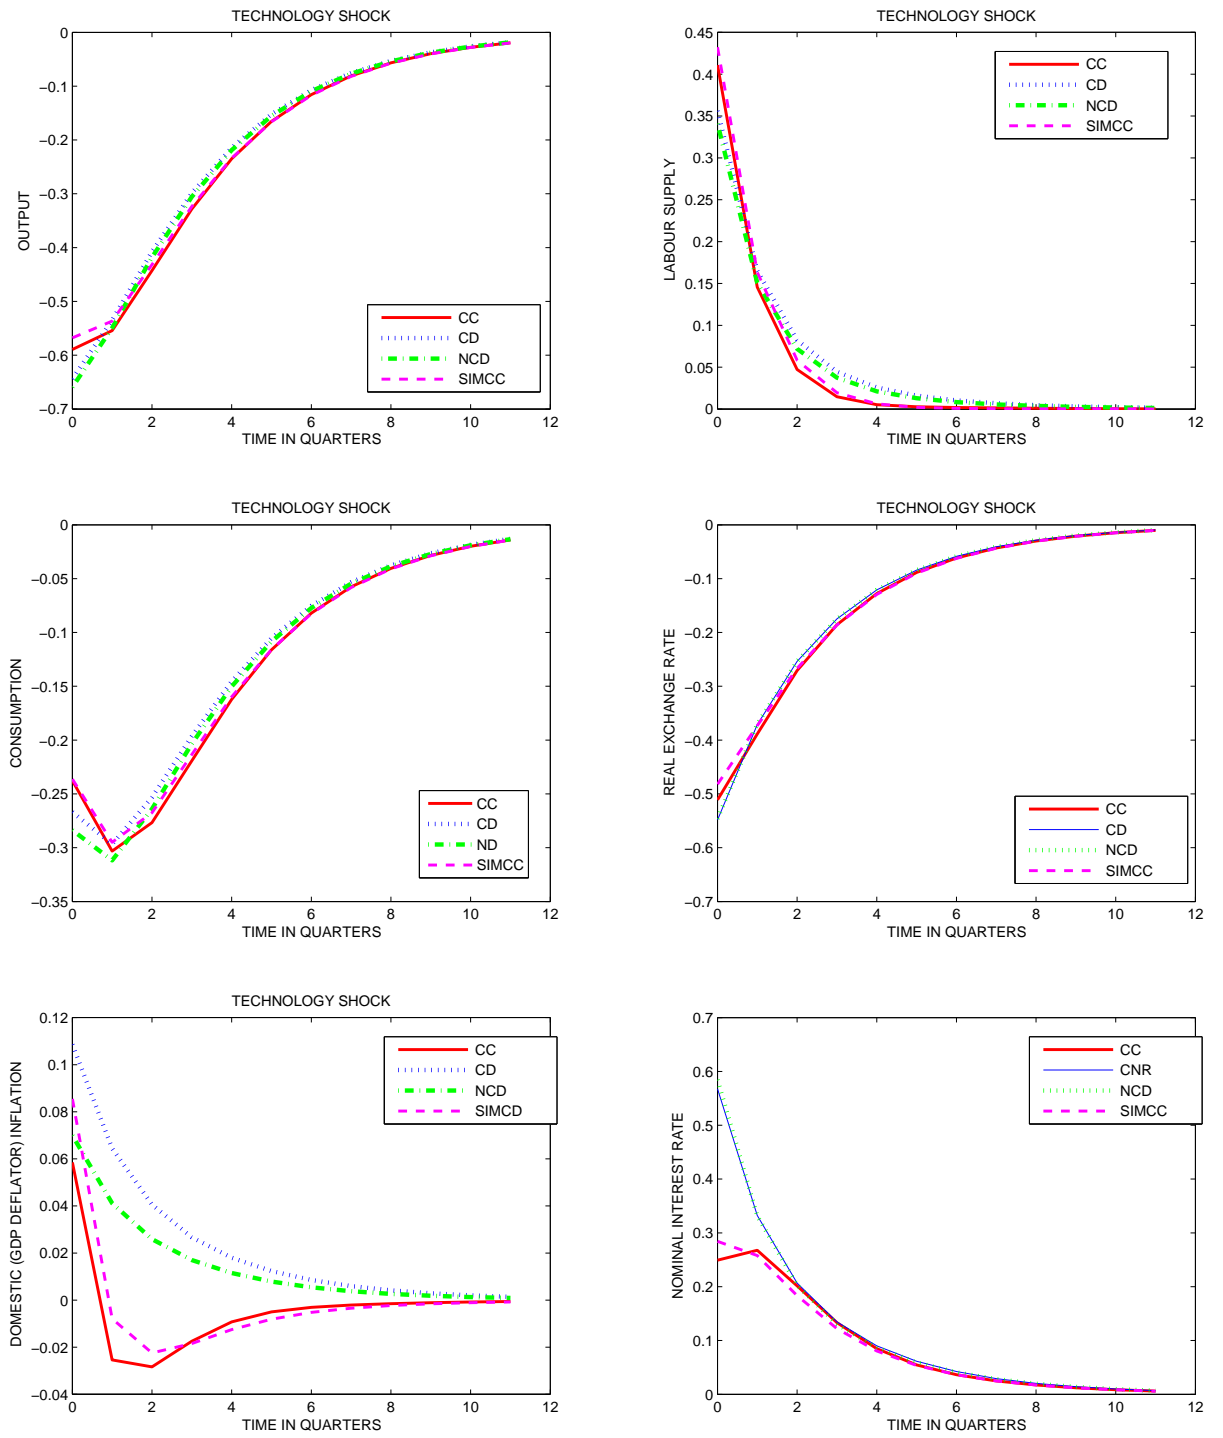 TECHNOLOGY SHOCK
0
−0.1
−0.2
−0.3
−0.4
−0.5
−0.6
−0.7
OUTPUT
CC
CD
NCD
SIMCC
0 2 4 6 8 10 12
TIME IN QUARTERS
TECHNOLOGY SHOCK
0.45
0.4
0.35
0.3
0.25
0.2
0.15
0.1
0.05
0
LABOUR SUPPLY
CC
CD
NCD
SIMCC
0 2 4 6 8 10 12
TIME IN QUARTERS
TECHNOLOGY SHOCK
0
−0.05
−0.1
−0.15
−0.2
−0.25
−0.3
−0.35
CONSUMPTION
CC
CD
ND
SIMCC
0 2 4 6 8 10 12
TIME IN QUARTERS
TECHNOLOGY SHOCK
0
−0.1
−0.2
−0.3
−0.4
−0.5
−0.6
−0.7
REAL EXCHANGE RATE
CC
CD
NCD
SIMCC
0 2 4 6 8 10 12
TIME IN QUARTERS
TECHNOLOGY SHOCK
0.12
0.1
0.08
0.06
0.04
0.02
0
−0.02
−0.04
DOMESTIC (GDP DEFLATOR) INFLATION
CC
CD
NCD
SIMCD
0 2 4 6 8 10 12
TIME IN QUARTERS
0.7
0.6
0.5
0.4
0.3
0.2
0.1
0
NOMINAL INTEREST RATE
CC
CNR
NCD
SIMCC
0 2 4 6 8 10 12
TIME IN QUARTERS